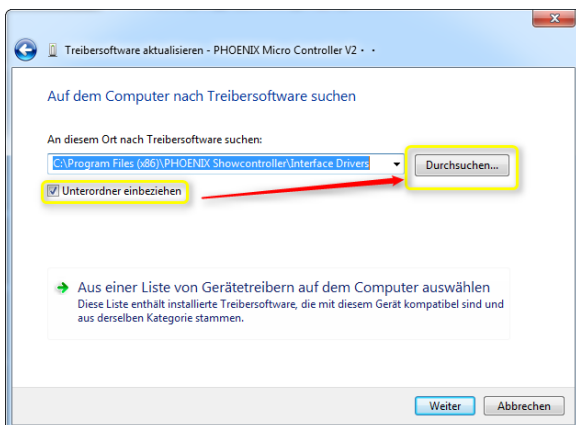 Treibersoftware aktualisieren - PHOENIX Micro Controller V2
Auf dem Computer nach Treibersoftware suchen
An diesem Ort nach Treibersoftware suchen:
C:\Program Files (x86)\PHOENIX Showcontroller\Interface Drivers
Durchsuchen...
Unterordner einbeziehen
Aus einer Liste von Gerätetreibern auf dem Computer auswählen
Diese Liste enthält installierte Treibersoftware, die mit diesem Gerät kompatibel sind und
aus derselben Kategorie stammen.
Weiter
Abbrechen